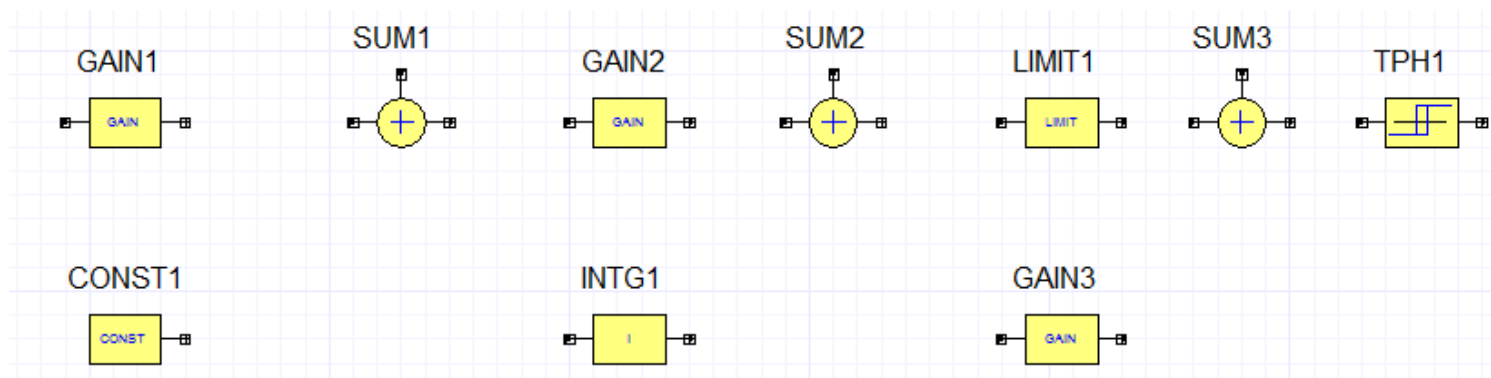 GAIN1
SUM1
GAIN2
SUM2
LIMIT1
SUM3
TPH1
GAIN
GAIN
LIMIT
CONST1
INTG1
GAIN3
CONST
I
GAIN